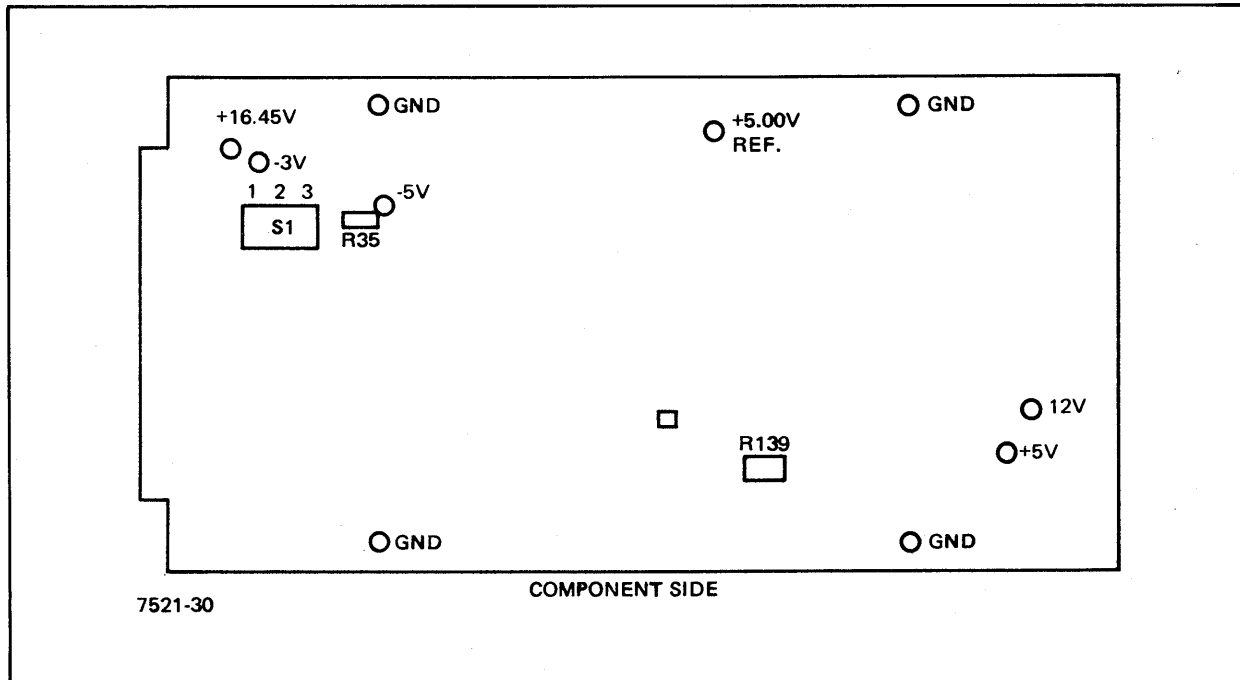 GND
GND
+16.45V
+5.00V
REF.
-3V
1 2 3
-5V
S1
R35
12V
R139
+5V
GND
GND
COMPONENT SIDE
7521-30